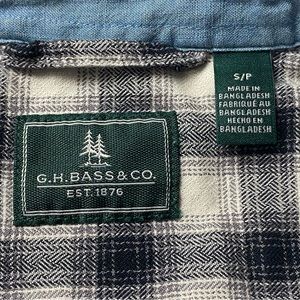 S/P
MADE IN
BANGLADESH
FABRIQUÉ AU
BANGLADESH
HECHO EN
BANGLADESH
G.H.BASS&CO.
EST. 1876